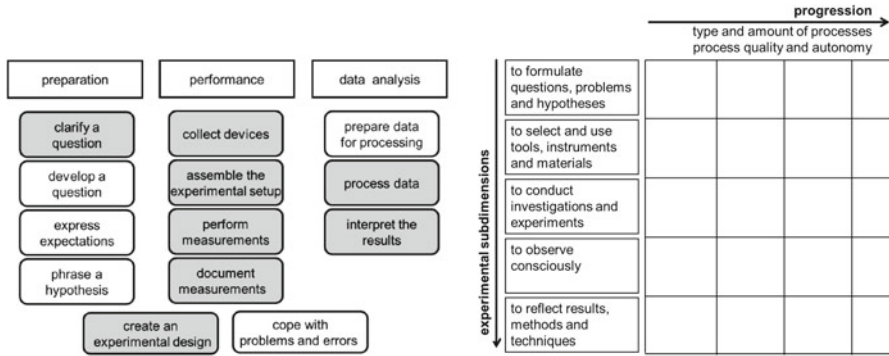 preparation
performance
data analysis
clarify a
question
develop a
question
express
expectations
phrase a
hypothesis
collect devices
assemble the
experimental setup
perform
measurements
document
measurements
prepare data
for processing
process data
interpret the
results
create an
experimental design
cope with
problems and errors
progression
type and amount of processes
process quality and autonomy
experimental subdimensions
to formulate
questions, problems
and hypotheses
to select and use
tools, instruments
and materials
to conduct
investigations and
experiments
to observe
consciously
to reflect results,
methods and
techniques